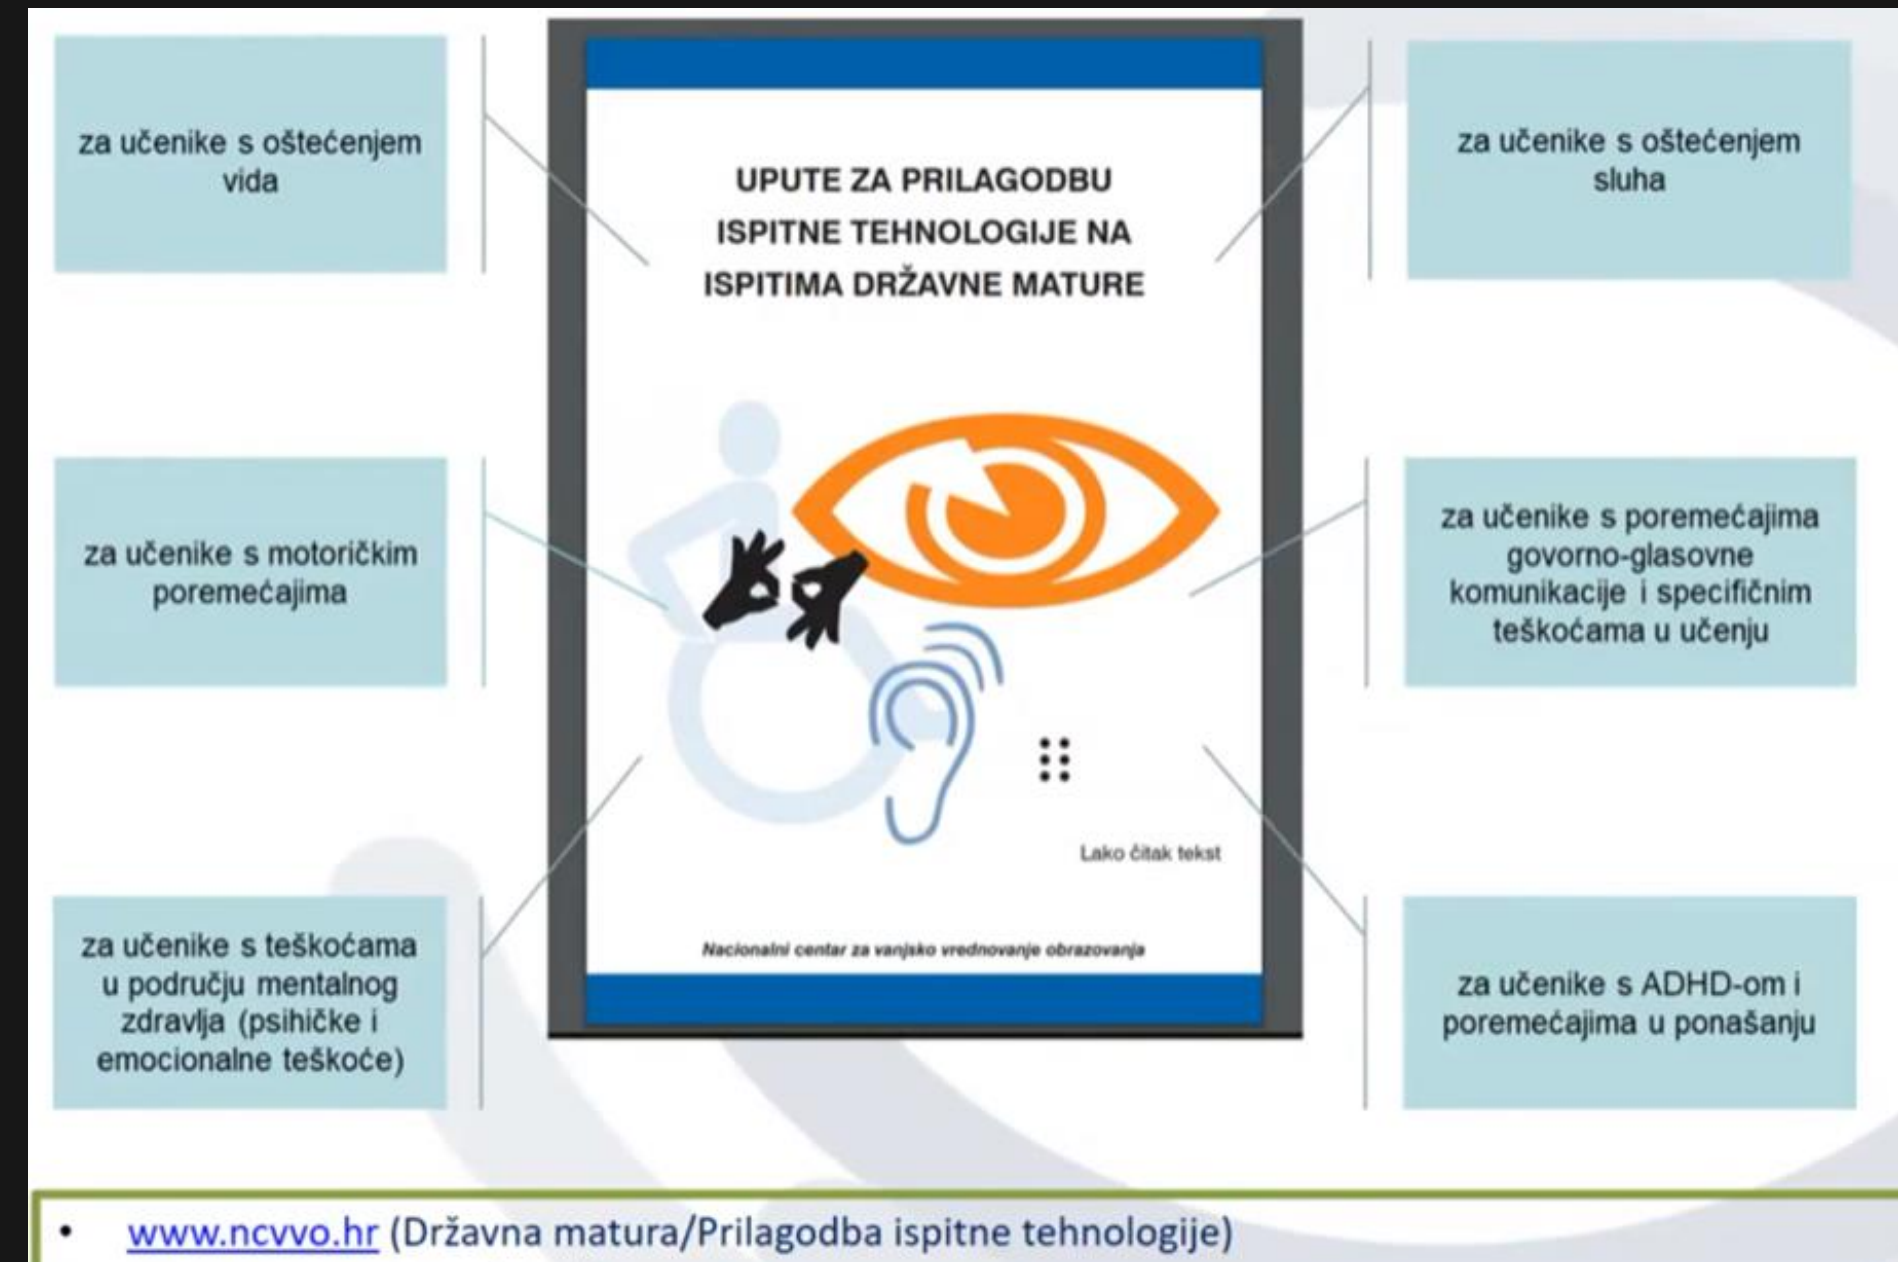 za učenike s oštećenjem
vida
UPUTE ZA PRILAGODBU
ISPITNE TEHNOLOGIJE NA
ISPITIMA DRŽAVNE MATURE
za učenike s oštećenjem
sluha
za učenike s motoričkim
poremećajima
za učenike s poremećajima
govorno-glasovne
komunikacije i specifičnim
teškoćama u učenju
Lako čitak tekst
za učenike s teškoćama
u području mentalnog
zdravlja (psihičke i
emocionalne teškoće)
Nacionalni centar za vanjsko vrednovanje obrazovanja
za učenike s ADHD-om i
poremećajima u ponašanju
• www.ncvvo.hr (Državna matura/Prilagodba ispitne tehnologije)